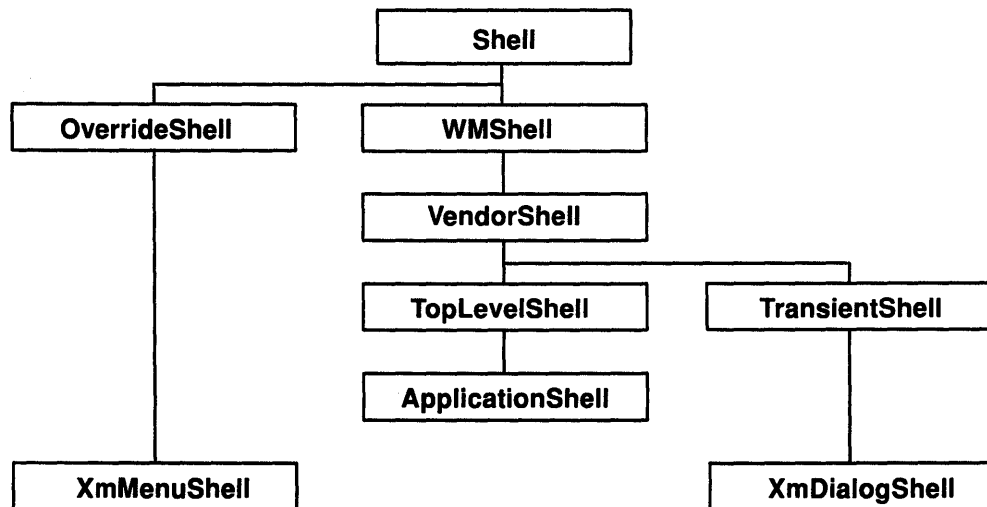 Shell
OverrideShell
WMShell
VendorShell
TopLevelShell
TransientShell
ApplicationShell
XmMenuShell
XmDialogShell